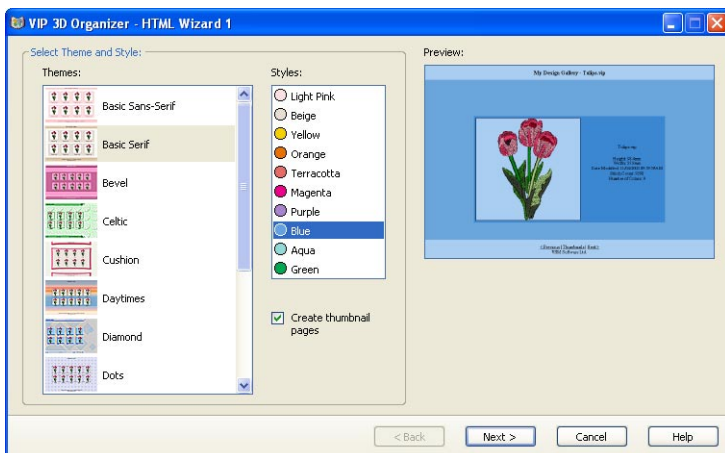 VIP 3D Organizer - HTML Wizard 1
Select Theme and Style:
Themes:
Basic Sans-Serif
Basic Serif
Bevel
Celtic
Cushion
Daytimes
Diamond
Dots
Styles:
Light Pink
Beige
Yellow
Orange
Terracotta
Magenta
Purple
Blue
Aqua
Green
Create thumbnail
pages
Preview:
My Design Gallery - Tulips.vip
Tulips.vip
< Back
Next >
Cancel
Help